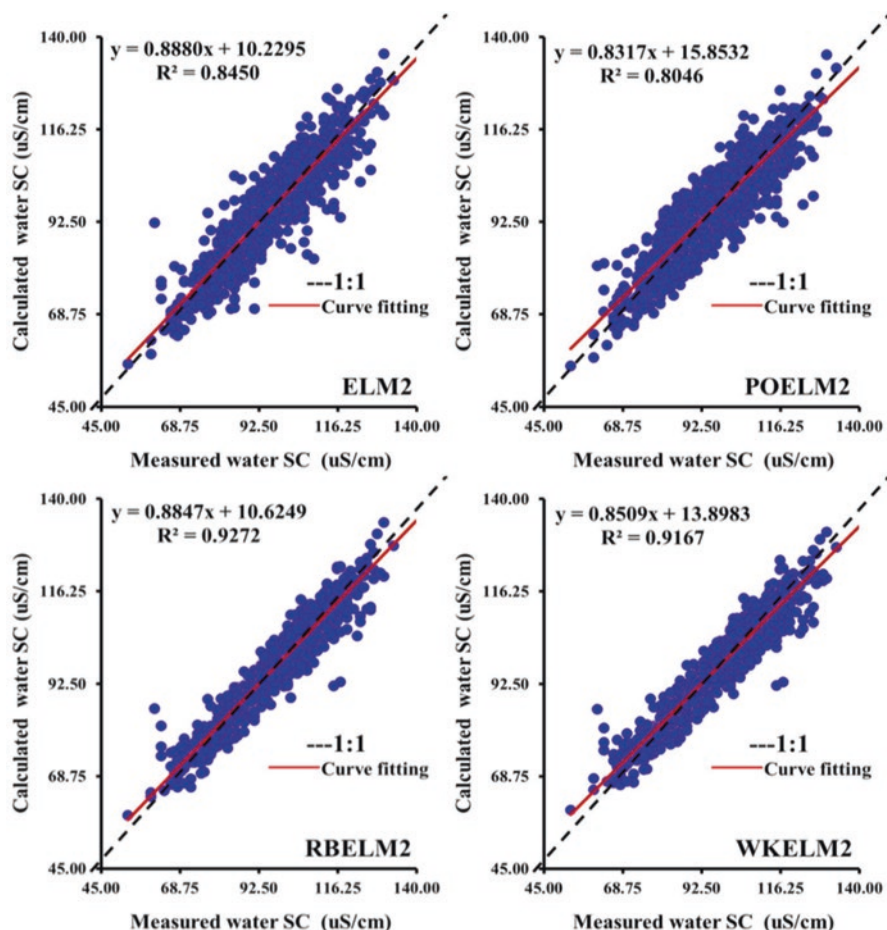 140.00
y = 0.8880x + 10.2295
R² = 0.8450
116.25
92.50
68.75
45.00
Calculated water SC (uS/cm)
---1:1
Curve fitting
ELM2
45.00 68.75 92.50 116.25 140.00
Measured water SC (uS/cm)
140.00
y = 0.8317x + 15.8532
R² = 0.8046
116.25
92.50
68.75
45.00
Calculated water SC (uS/cm)
---1:1
Curve fitting
POELM2
45.00 68.75 92.50 116.25 140.00
Measured water SC (uS/cm)
140.00
y = 0.8847x + 10.6249
R² = 0.9272
116.25
92.50
68.75
45.00
Calculated water SC (uS/cm)
---1:1
Curve fitting
RBELM2
45.00 68.75 92.50 116.25 140.00
Measured water SC (uS/cm)
140.00
y = 0.8509x + 13.8983
R² = 0.9167
116.25
92.50
68.75
45.00
Calculated water SC (uS/cm)
---1:1
Curve fitting
WKELM2
45.00 68.75 92.50 116.25 140.00
Measured water SC (uS/cm)